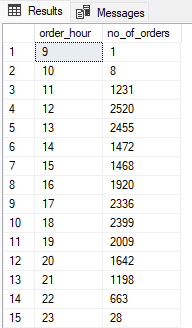 Results Messages
order_hour no_of_orders
1 9 1
2 10 8
3 11 1231
4 12 2520
5 13 2455
6 14 1472
7 15 1468
8 16 1920
9 17 2336
10 18 2399
11 19 2009
12 20 1642
13 21 1198
14 22 663
15 23 28